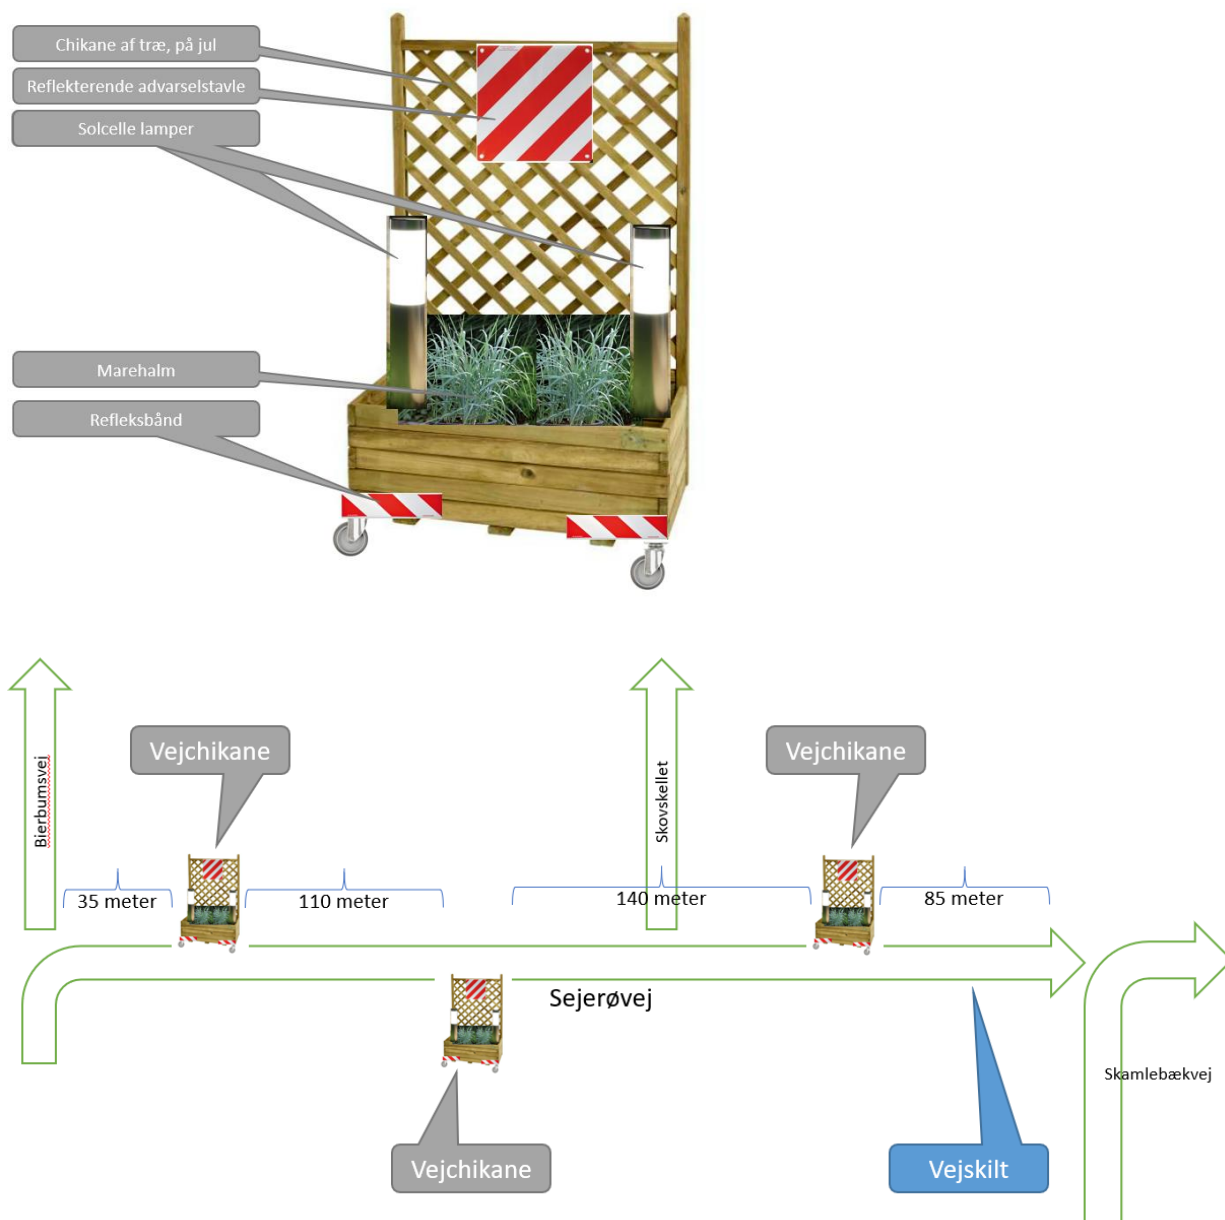 Chikane af træ, på jul
Reflekterende advarselstavle
Solcelle lamper
Marehalm
Refleksbånd
Bierbumsvej
Vejchikane
Skovskellet
Vejchikane
35 meter
110 meter
140 meter
85 meter
Sejerøvej
Skamlebækvej
Vejchikane
Vejskilt